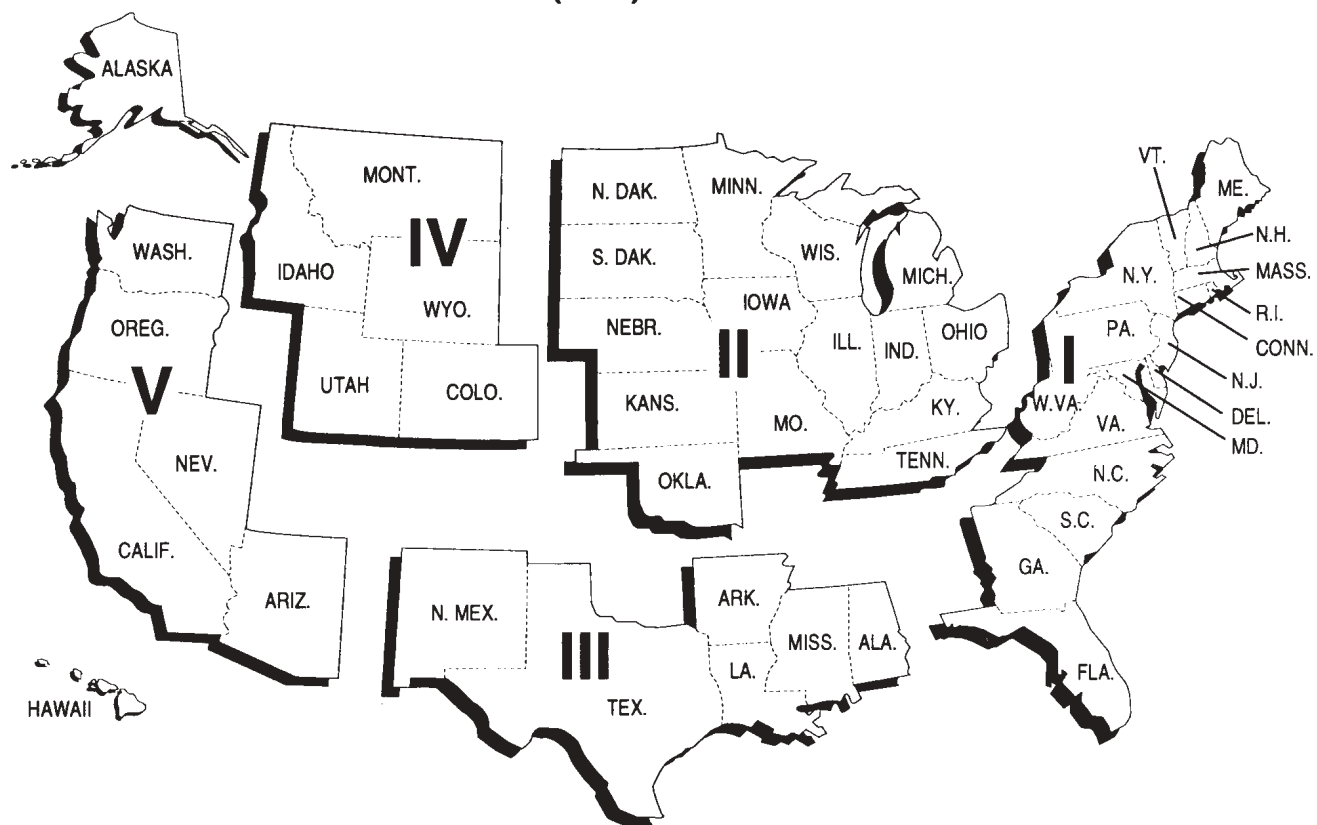 ALASKA
VT.
MONT.
N. DAK.
MINN.
ME.
WASH.
IV
IDAHO
S. DAK.
WIS.
MICH.
N.Y.
N.H.
MASS.
OREG.
WYO.
NEBR.
IOWA
ILL.
IND.
OHIO
PA.
R.I.
CONN.
V
UTAH
COLO.
II
KANS.
MO.
KY.
I
W.VA.
VA.
N.J.
DEL.
MD.
NEV.
OKLA.
TENN.
N.C.
S.C.
CALIF.
GA.
ARIZ.
N. MEX.
ARK.
III
MISS.
ALA.
LA.
TEX.
FLA.
HAWAII